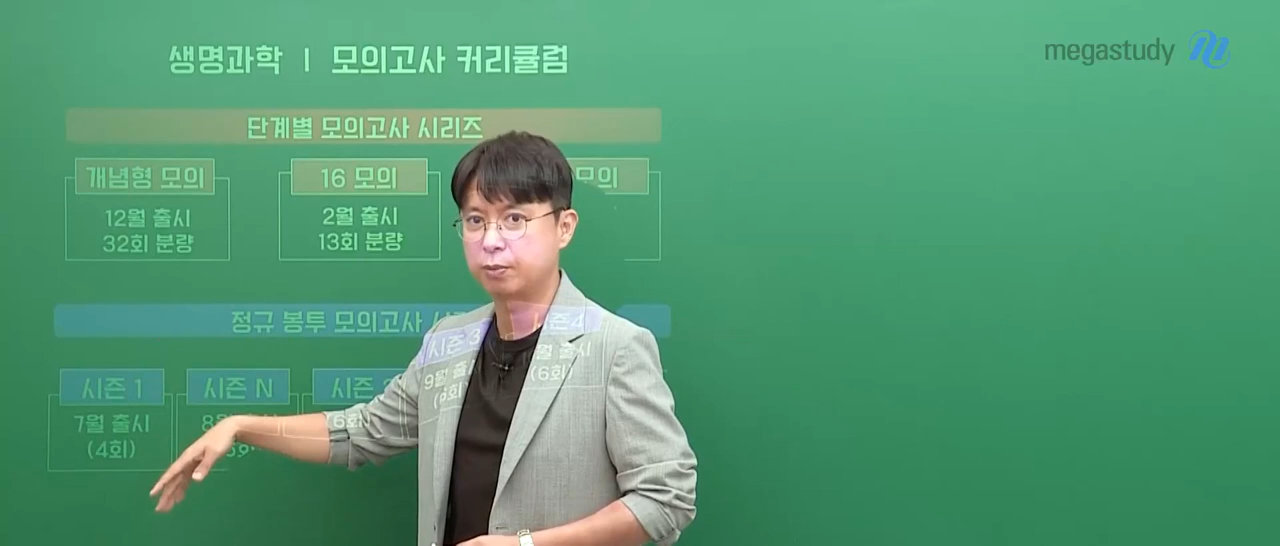 megastudy
생명과학 I 모의고사 커리큘럼
단계별 모의고사 시리즈
개념형 모의
12월 출시
32회 분량
16 모의
2월 출시
13회 분량
모의
정규 봉투 모의고사
시즌 1
7월 출시
(4회)
시즌 N
시즌
(6회)
시즌 3
9월
시즌4
출시
(6회)